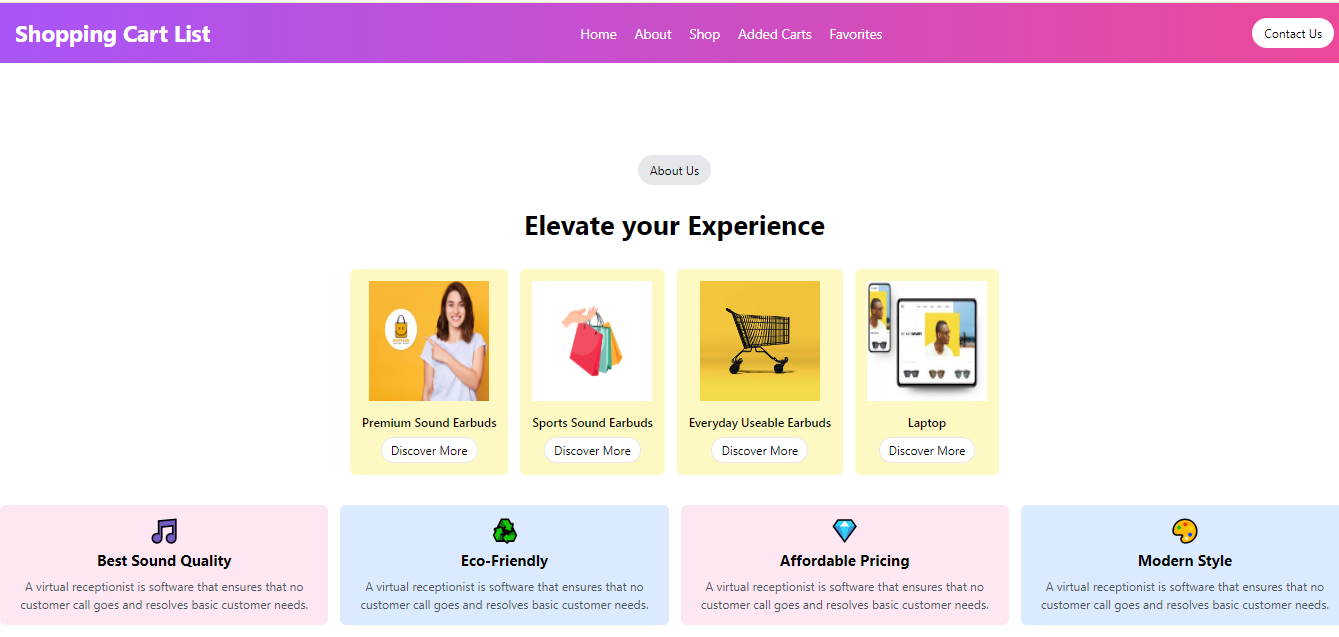 Shopping Cart List
Home About Shop Added Carts Favorites
Contact Us
About Us
Elevate your Experience
Premium Sound Earbuds
Discover More
Sports Sound Earbuds
Discover More
Everyday Useable Earbuds
Discover More
Laptop
Discover More
Best Sound Quality
A virtual receptionist is software that ensures that no
customer call goes and resolves basic customer needs.
Eco-Friendly
A virtual receptionist is software that ensures that no
customer call goes and resolves basic customer needs.
Affordable Pricing
A virtual receptionist is software that ensures that no
customer call goes and resolves basic customer needs.
Modern Style
A virtual receptionist is software that ensures that no
customer call goes and resolves basic customer needs.